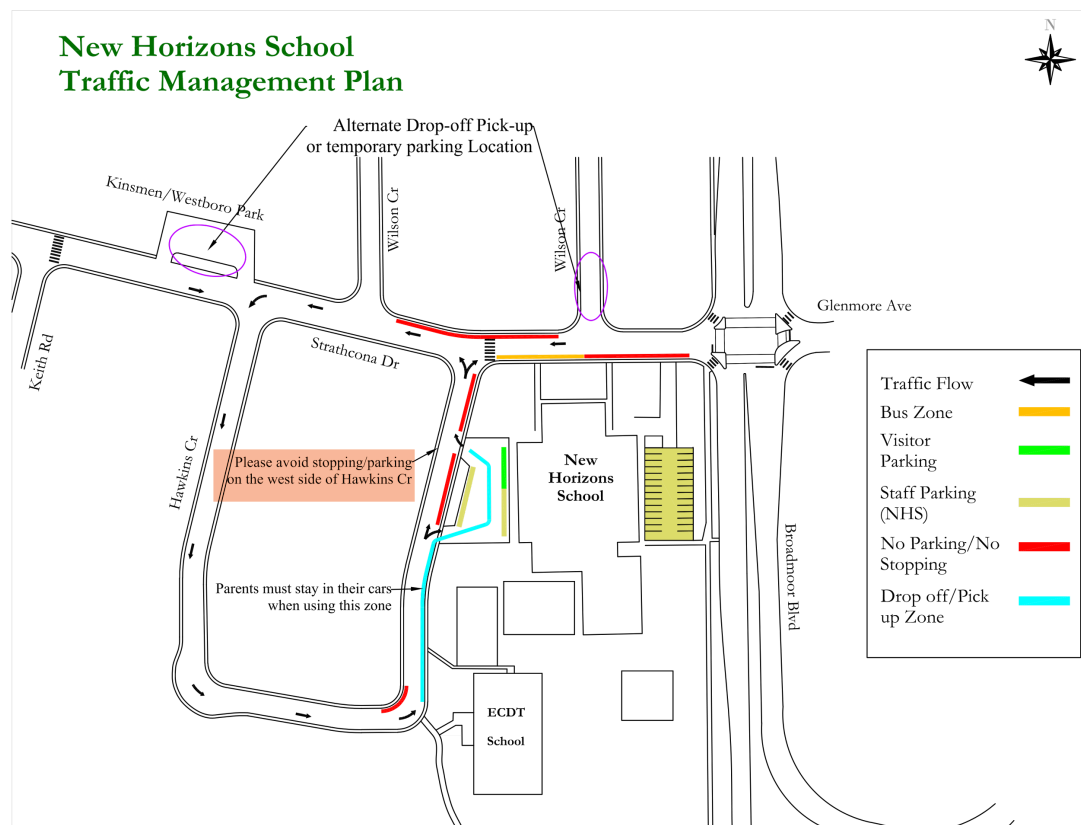 New Horizons School
Traffic Management Plan
N
Alternate Drop-off Pick-up
or temporary parking Location
Kinsmen/Westboro Park
Wilson Cr
Wilson Cr
Glenmore Ave
Keith Rd
Strathcona Dr
Hawkins Cr
Please avoid stopping/parking
on the west side of Hawkins Cr
New
Horizons
School
Parents must stay in their cars
when using this zone
Broadmoor Blvd
ECDT
School
Traffic Flow
Bus Zone
Visitor
Parking
Staff Parking
(NHS)
No Parking/No
Stopping
Drop off/Pick
up Zone